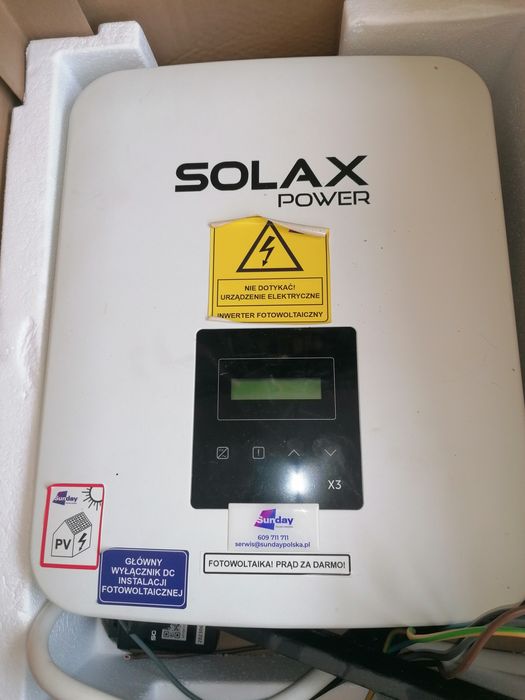 SOLAX
POWER
NIE DOTYKAĆ!
URZĄDZENIE ELEKTRYCZNE
INWERTER FOTOWOLTAICZNY
X3
Sunday
609 711 711
serwis@sundaypolska.pl
FOTOWOLTAIKA! PRĄD ZA DARMO!
Sunday
PV
GŁÓWNY
WYŁĄCZNIK DC
INSTALACJI
FOTOWOLTAICZNEJ